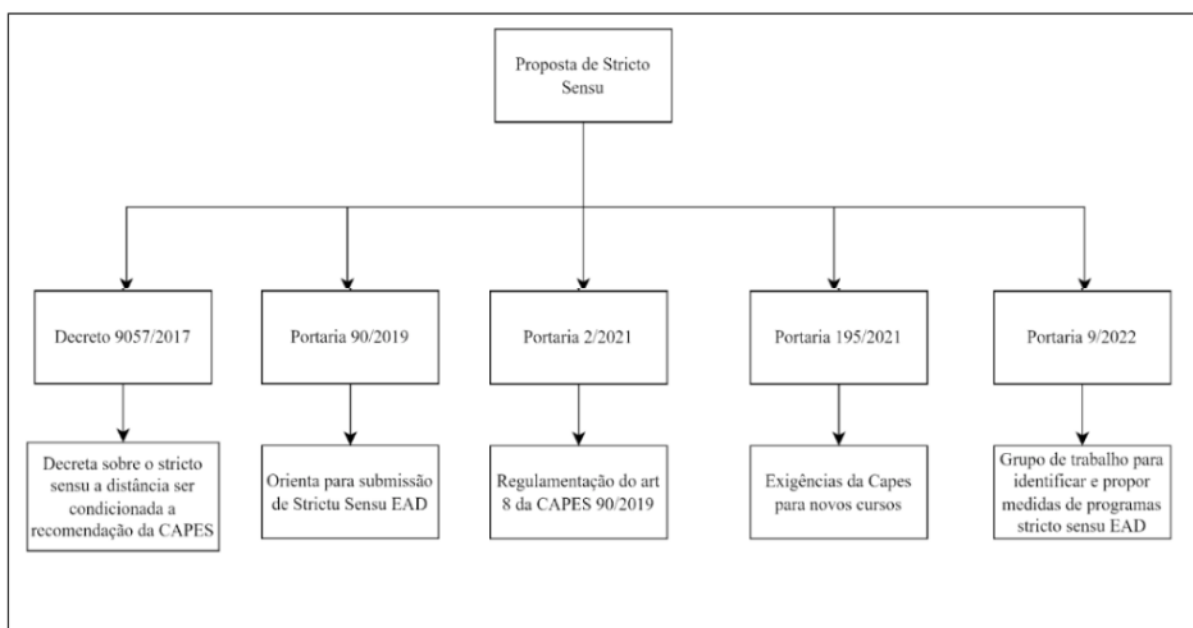 Proposta de Stricto
Sensu
Decreto 9057/2017
Portaria 90/2019
Portaria 2/2021
Portaria 195/2021
Portaria 9/2022
Decreta sobre o stricto
sensu a distância ser
condicionada a
recomendação da CAPES
Orienta para submissão
de Strictu Sensu EAD
Regulamentação do art
8 da CAPES 90/2019
Exigências da Capes
para novos cursos
Grupo de trabalho para
identificar e propor
medidas de programas
stricto sensu EAD